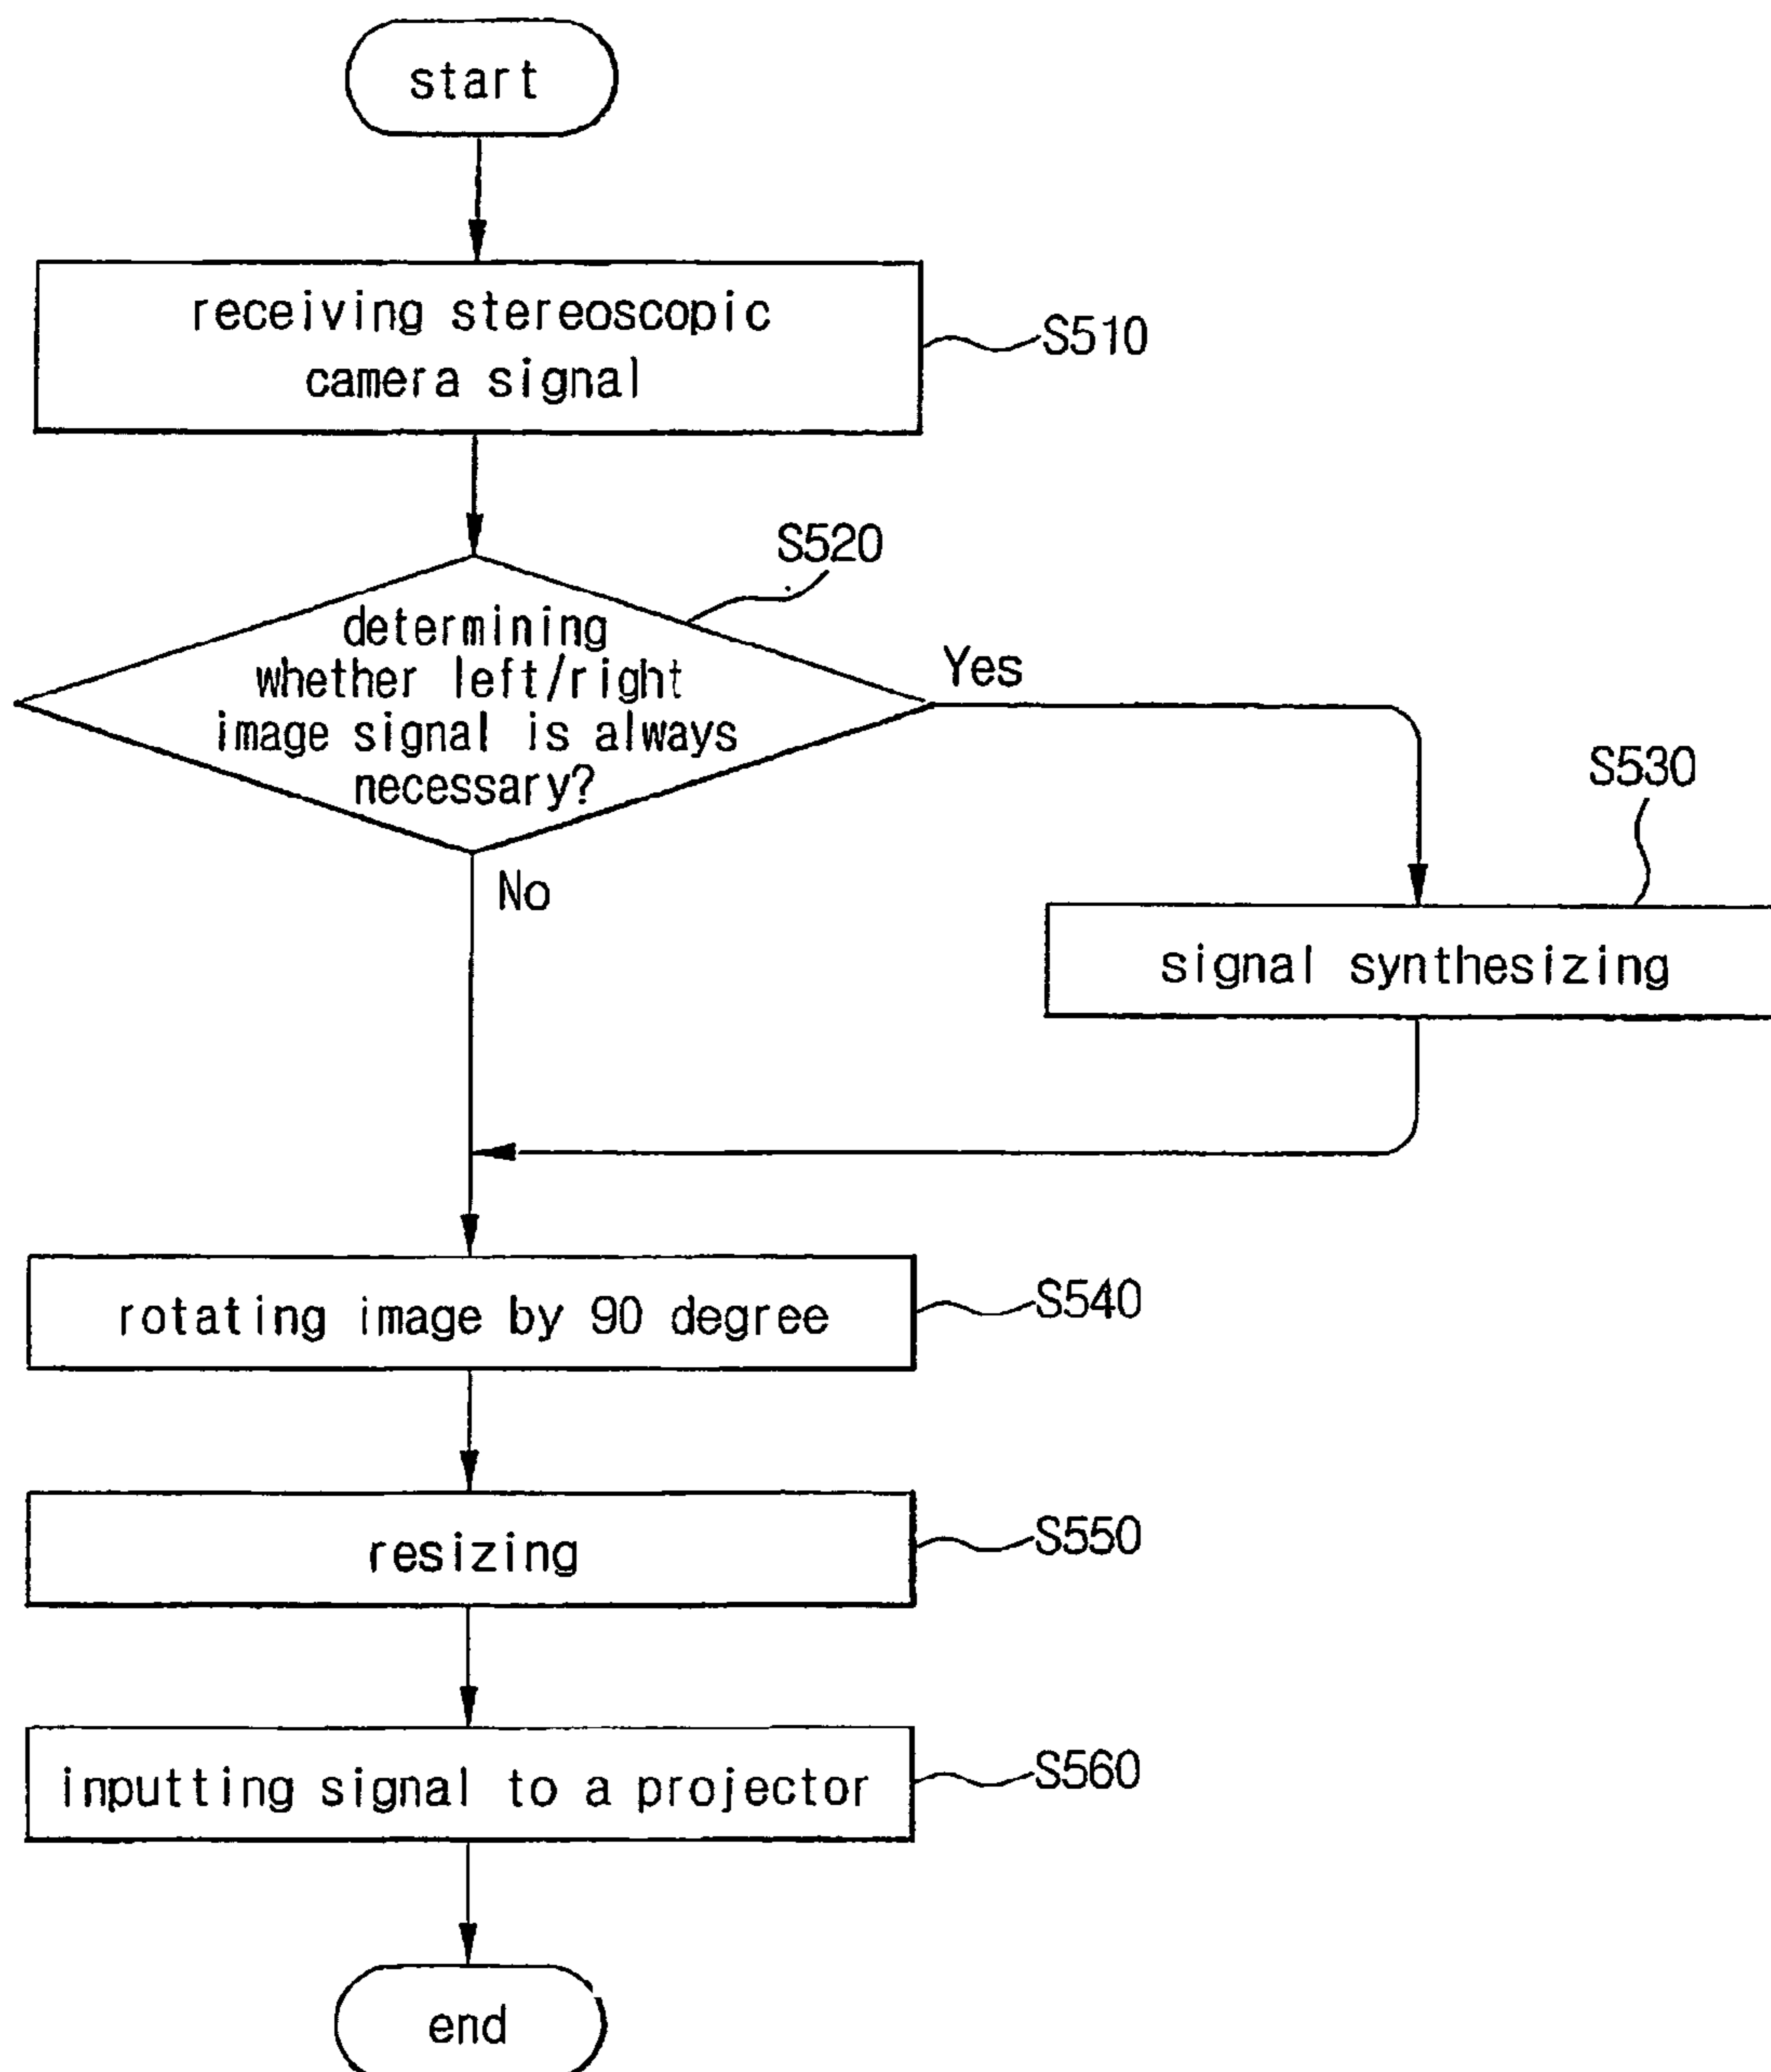 start
receiving stereoscopic
camera signal
S510
S520
determining
whether left/right
image signal is always
necessary?
Yes
No
S530
signal synthesizing
rotating image by 90 degree
S540
resizing
S550
inputting signal to a projector
S560
end